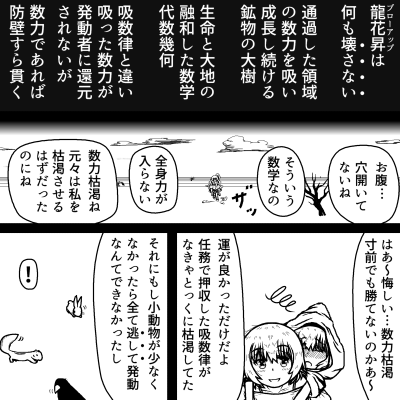 龍花昇は
ブローアップ
何も壊さない
通過した領域
の数力を吸い
成長し続ける
鉱物の大樹
生命と大地の
融和した数学
代数幾何
吸数律と違い
吸った数力が
発動者に還元
されないが
数力であれば
防壁すら貫く
お腹…
穴開いて
ないね
そういう
数学なの
ザッ
全身力が
入らない
数力枯渇ね
元々は私を
枯渇させる
はずだった
のにね
はあ〜悔しい…数力枯渇
寸前でも勝てないのかあ〜
運が良かっただけだよ
任務で押収した吸数律が
なきゃとっくに枯渇してた
それにもし小動物が少なく
なかったら全て逃して発動
なんてできなかったし
！